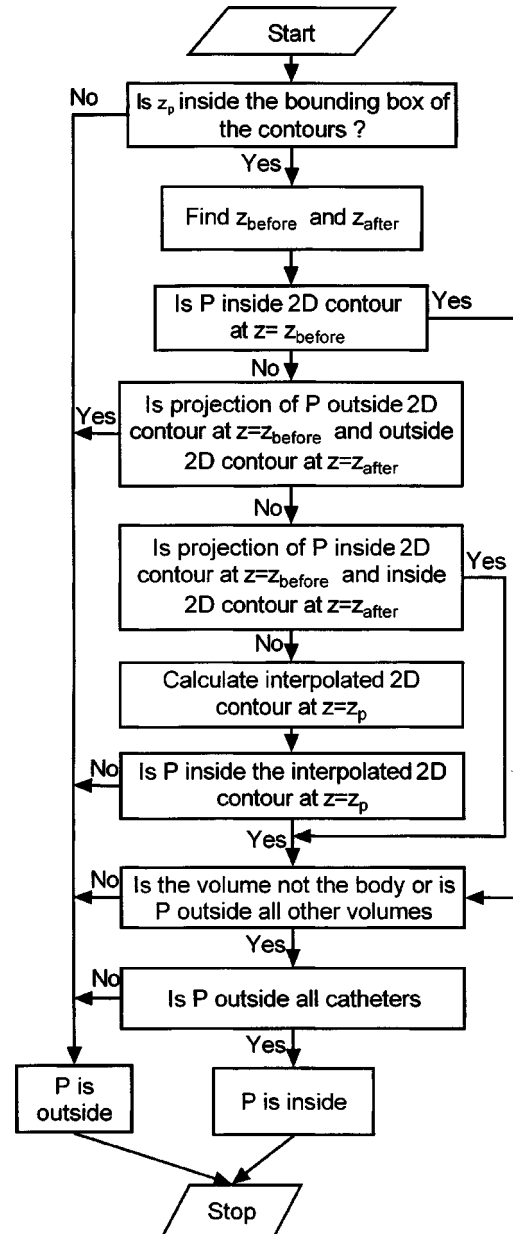 Start
No
Is zₚ inside the bounding box of
the contours ?
Yes
Find z_before and z_after
Is P inside 2D contour
at z= z_before
Yes
No
Is projection of P outside 2D
contour at z=z_before and outside
2D contour at z=z_after
Yes
No
Is projection of P inside 2D
contour at z=z_before and inside
2D contour at z=z_after
Yes
No
Calculate interpolated 2D
contour at z=zₚ
Is P inside the interpolated 2D
contour at z=zₚ
No
Yes
Is the volume not the body or is
P outside all other volumes
No
Yes
Is P outside all catheters
No
Yes
P is
outside
P is inside
Stop